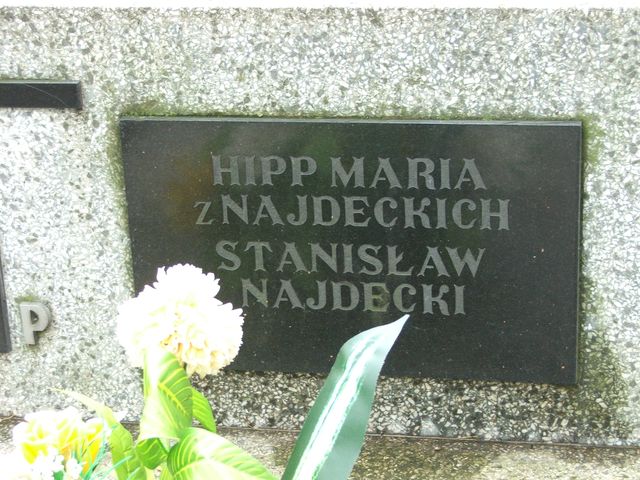 HIPP MARIA
z NAJDECKICH
STANISŁAW
NAJDECKI
P